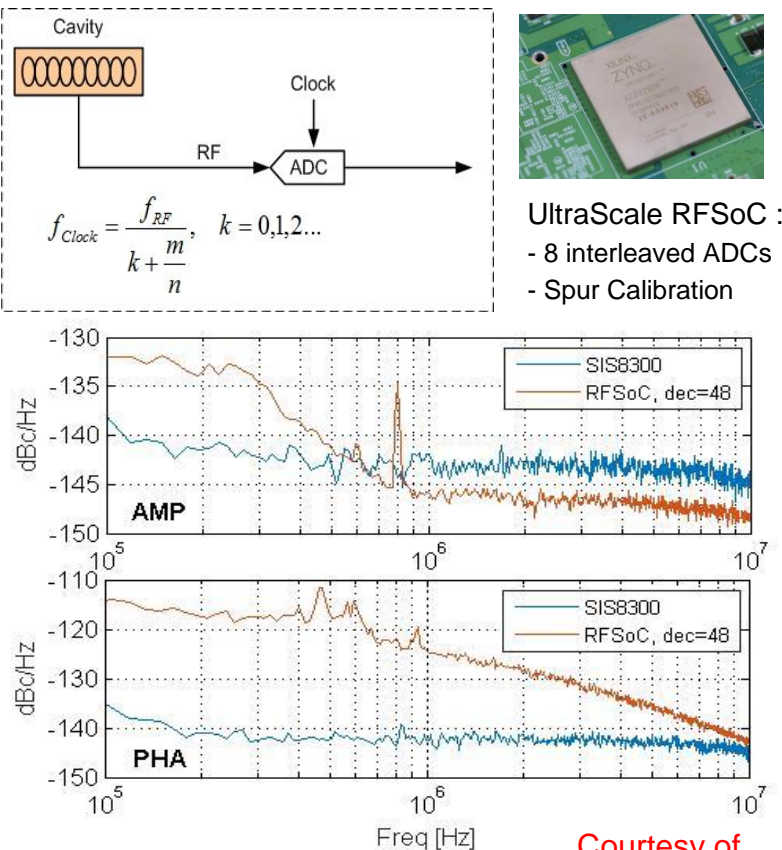 Cavity
Clock
RF
ADC
f_Clock = f_RF / (k + m/n), k = 0,1,2...
XILINX
ZYNQ
UltraScale RFSoC :
- 8 interleaved ADCs
- Spur Calibration
-130
-135
-140
-145
-150
dBc/Hz
SIS8300
RFSoC, dec=48
AMP
10^5
10^6
10^7
-110
-120
-130
-140
-150
dBc/Hz
SIS8300
RFSoC, dec=48
PHA
10^5
10^6
10^7
Freq [Hz]
Courtesy of